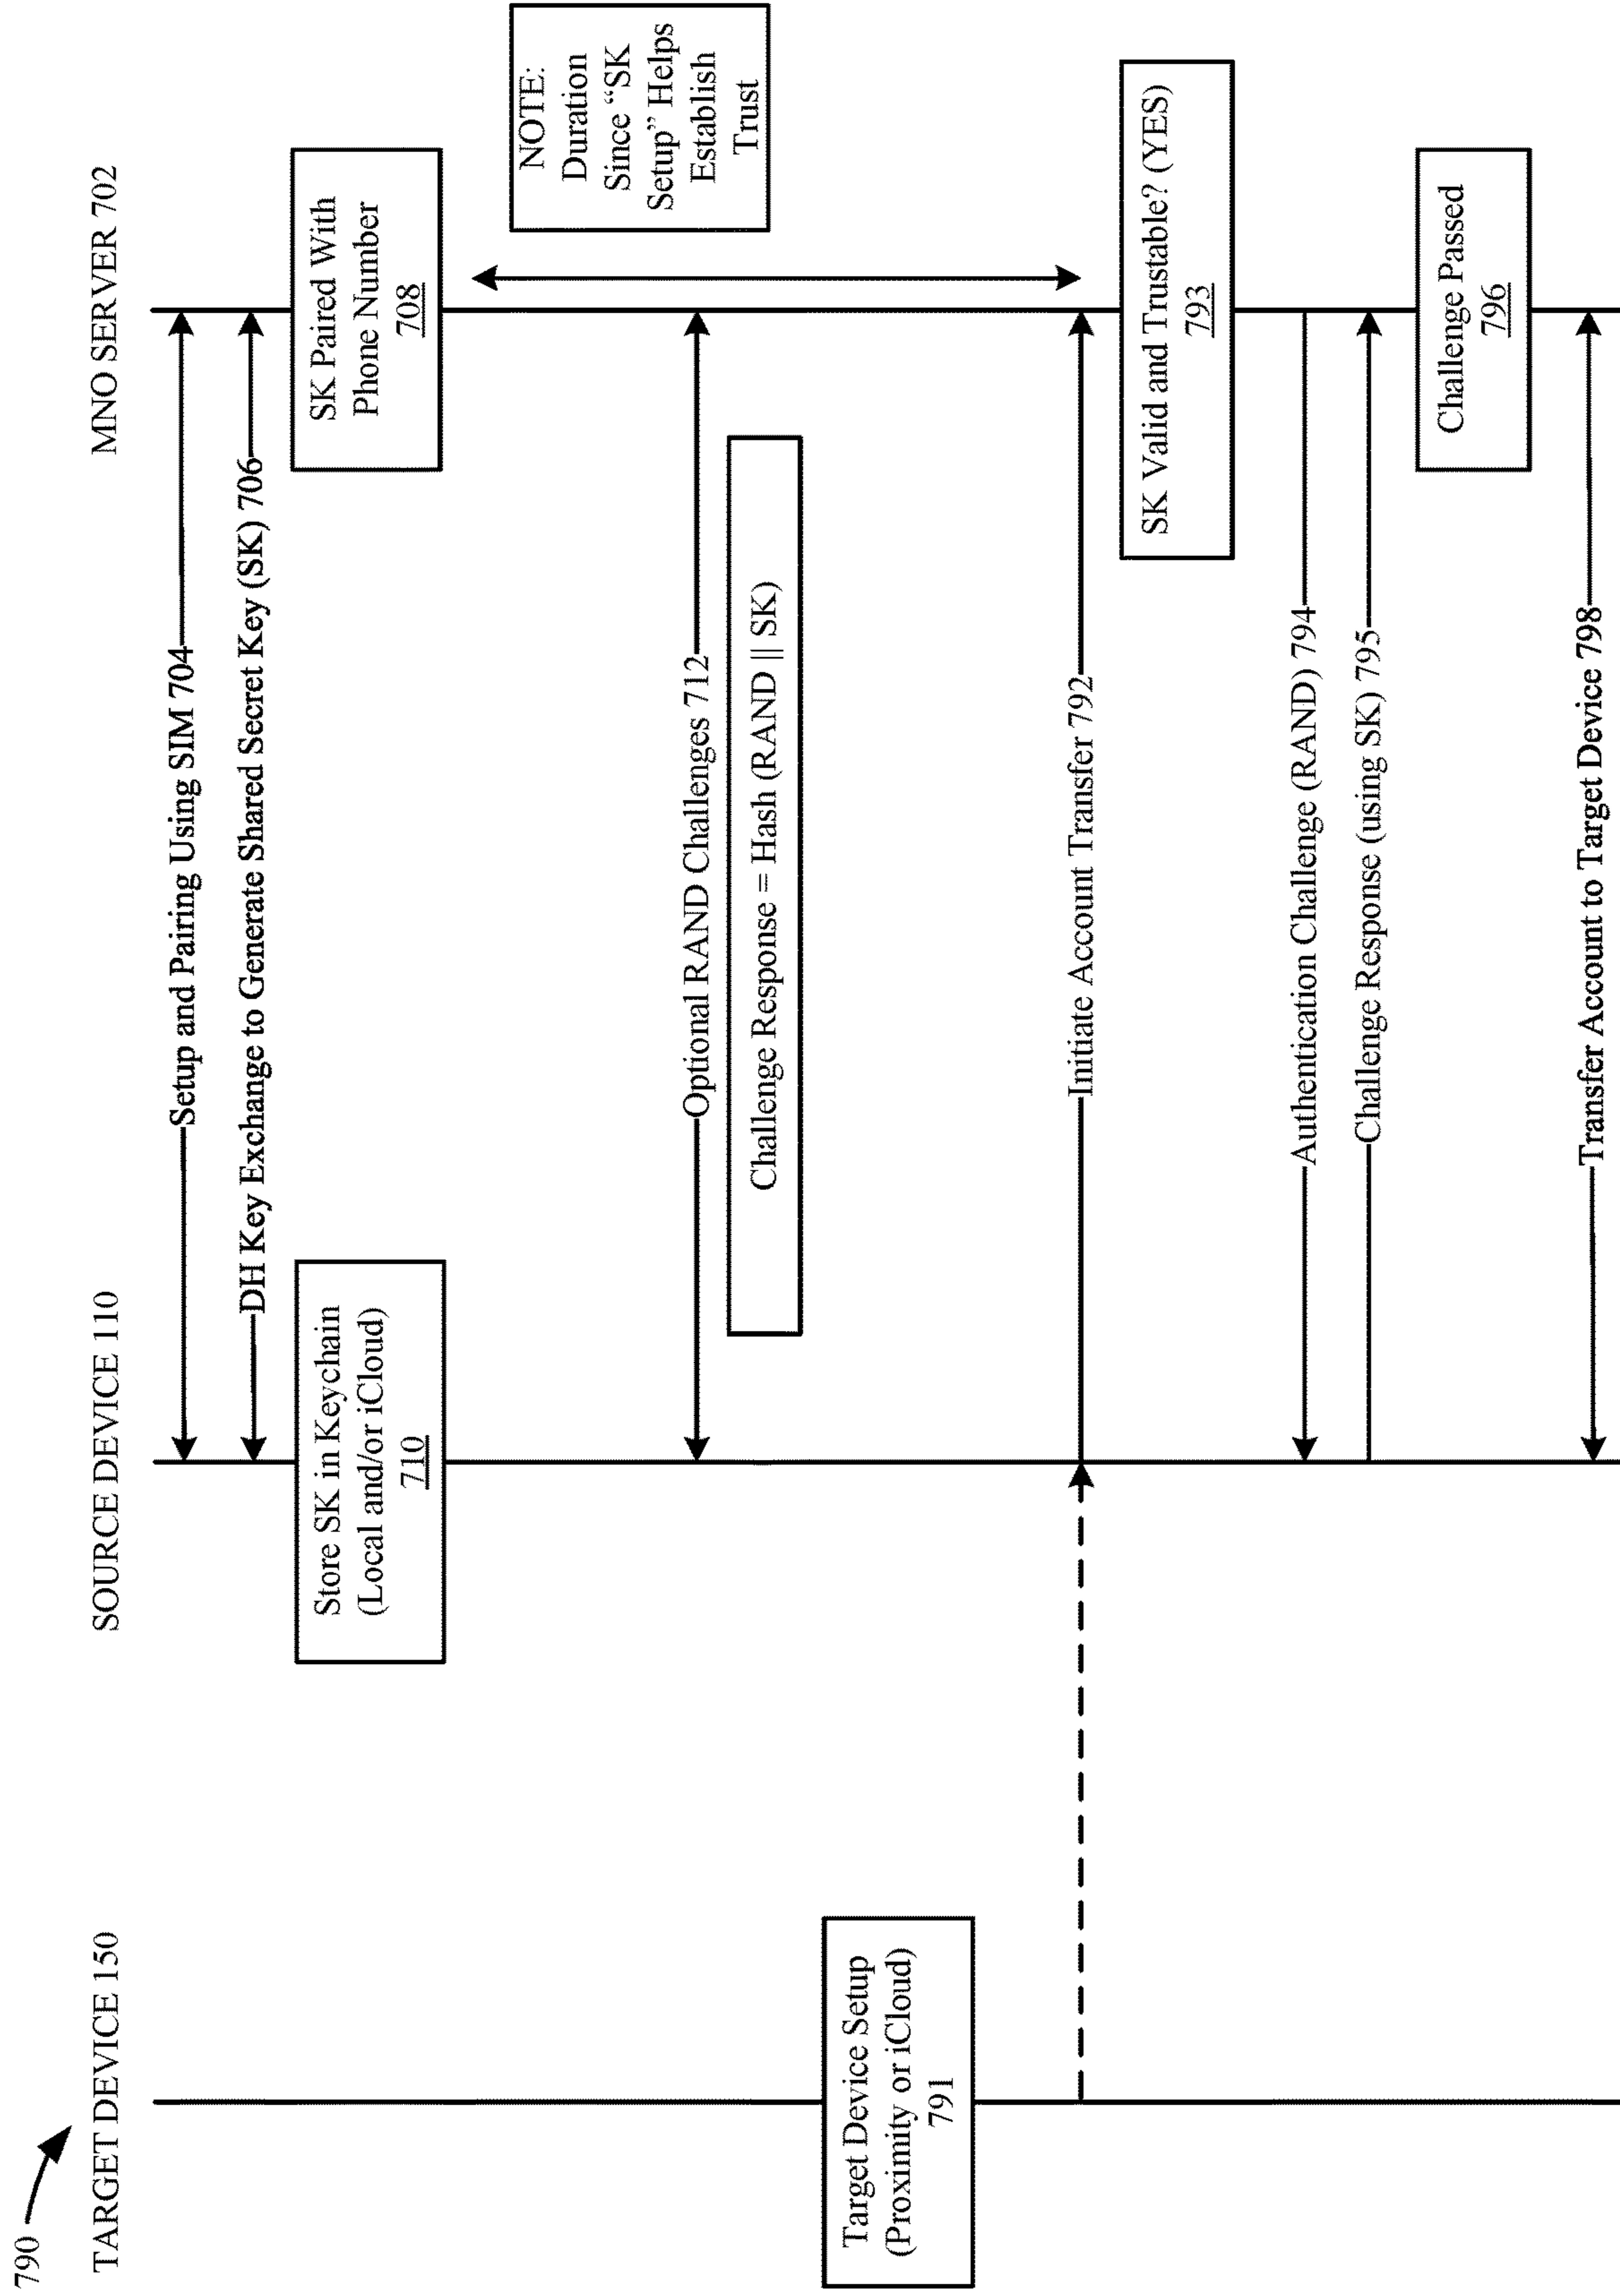 790
TARGET DEVICE 150
SOURCE DEVICE 110
MNO SERVER 702
Setup and Pairing Using SIM 704
DH Key Exchange to Generate Shared Secret Key (SK) 706
Store SK in Keychain
(Local and/or iCloud)
710
SK Paired With
Phone Number
708
NOTE:
Duration
Since “SK
Setup” Helps
Establish
Trust
Optional RAND Challenges 712
Challenge Response = Hash (RAND || SK)
Target Device Setup
(Proximity or iCloud)
791
Initiate Account Transfer 792
SK Valid and Trustable? (YES)
793
Authentication Challenge (RAND) 794
Challenge Response (using SK) 795
Challenge Passed
796
Transfer Account to Target Device 798